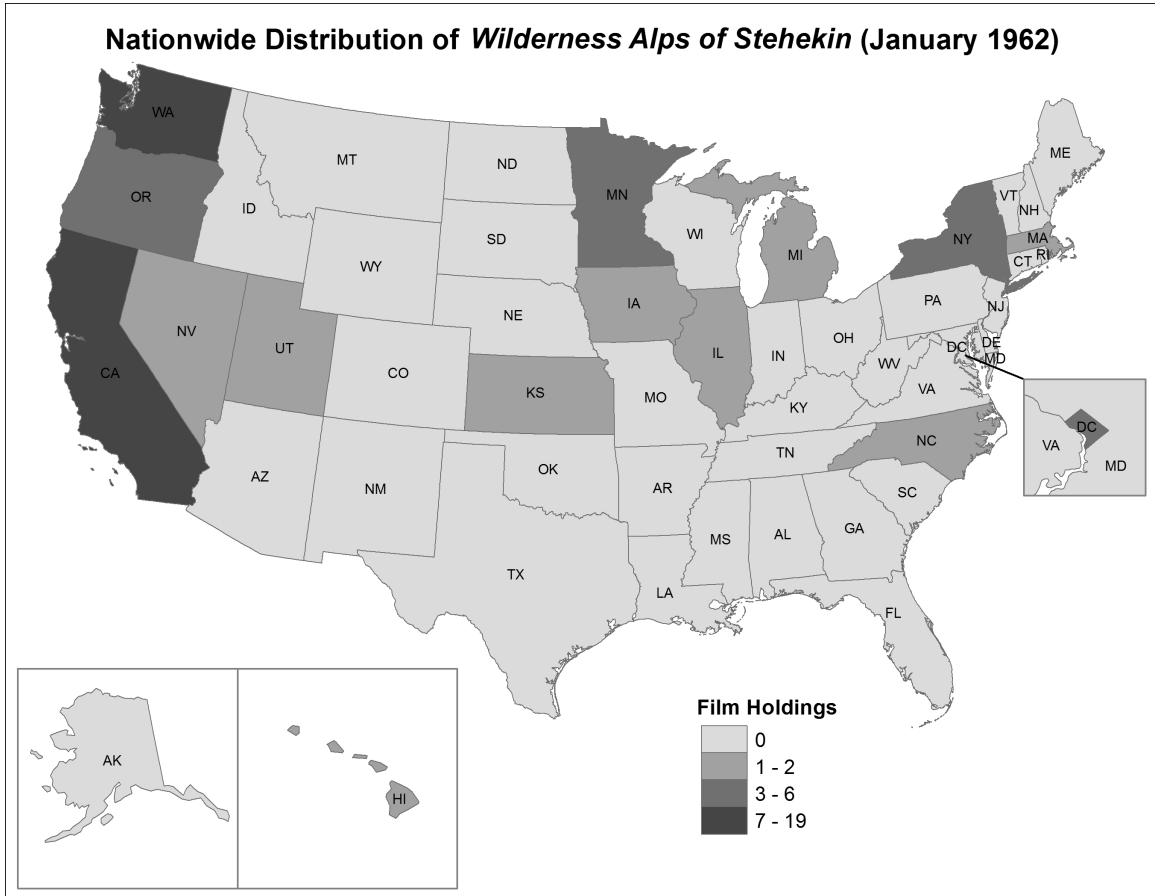 Nationwide Distribution of Wilderness Alps of Stehekin (January 1962)
WA
MT
ND
MN
ME
OR
ID
SD
WI
VT
NH
NY
MA
MI
CT
RI
WY
IA
PA
NJ
NV
NE
UT
IL
IN
OH
DC
DE
MD
CA
CO
KS
MO
WV
VA
KY
NC
DC
VA
MD
AZ
NM
OK
AR
TN
SC
MS
AL
GA
TX
LA
FL
Film Holdings
0
1 - 2
3 - 6
7 - 19
AK
HI